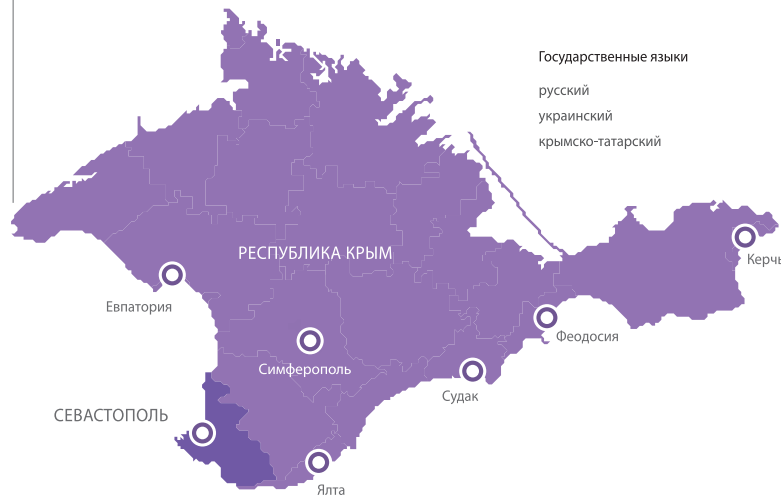 Государственные языки
русский
украинский
крымско-татарский
РЕСПУБЛИКА КРЫМ
Керчь
Евпатория
Феодосия
Симферополь
Судак
СЕВАСТОПОЛЬ
Ялта